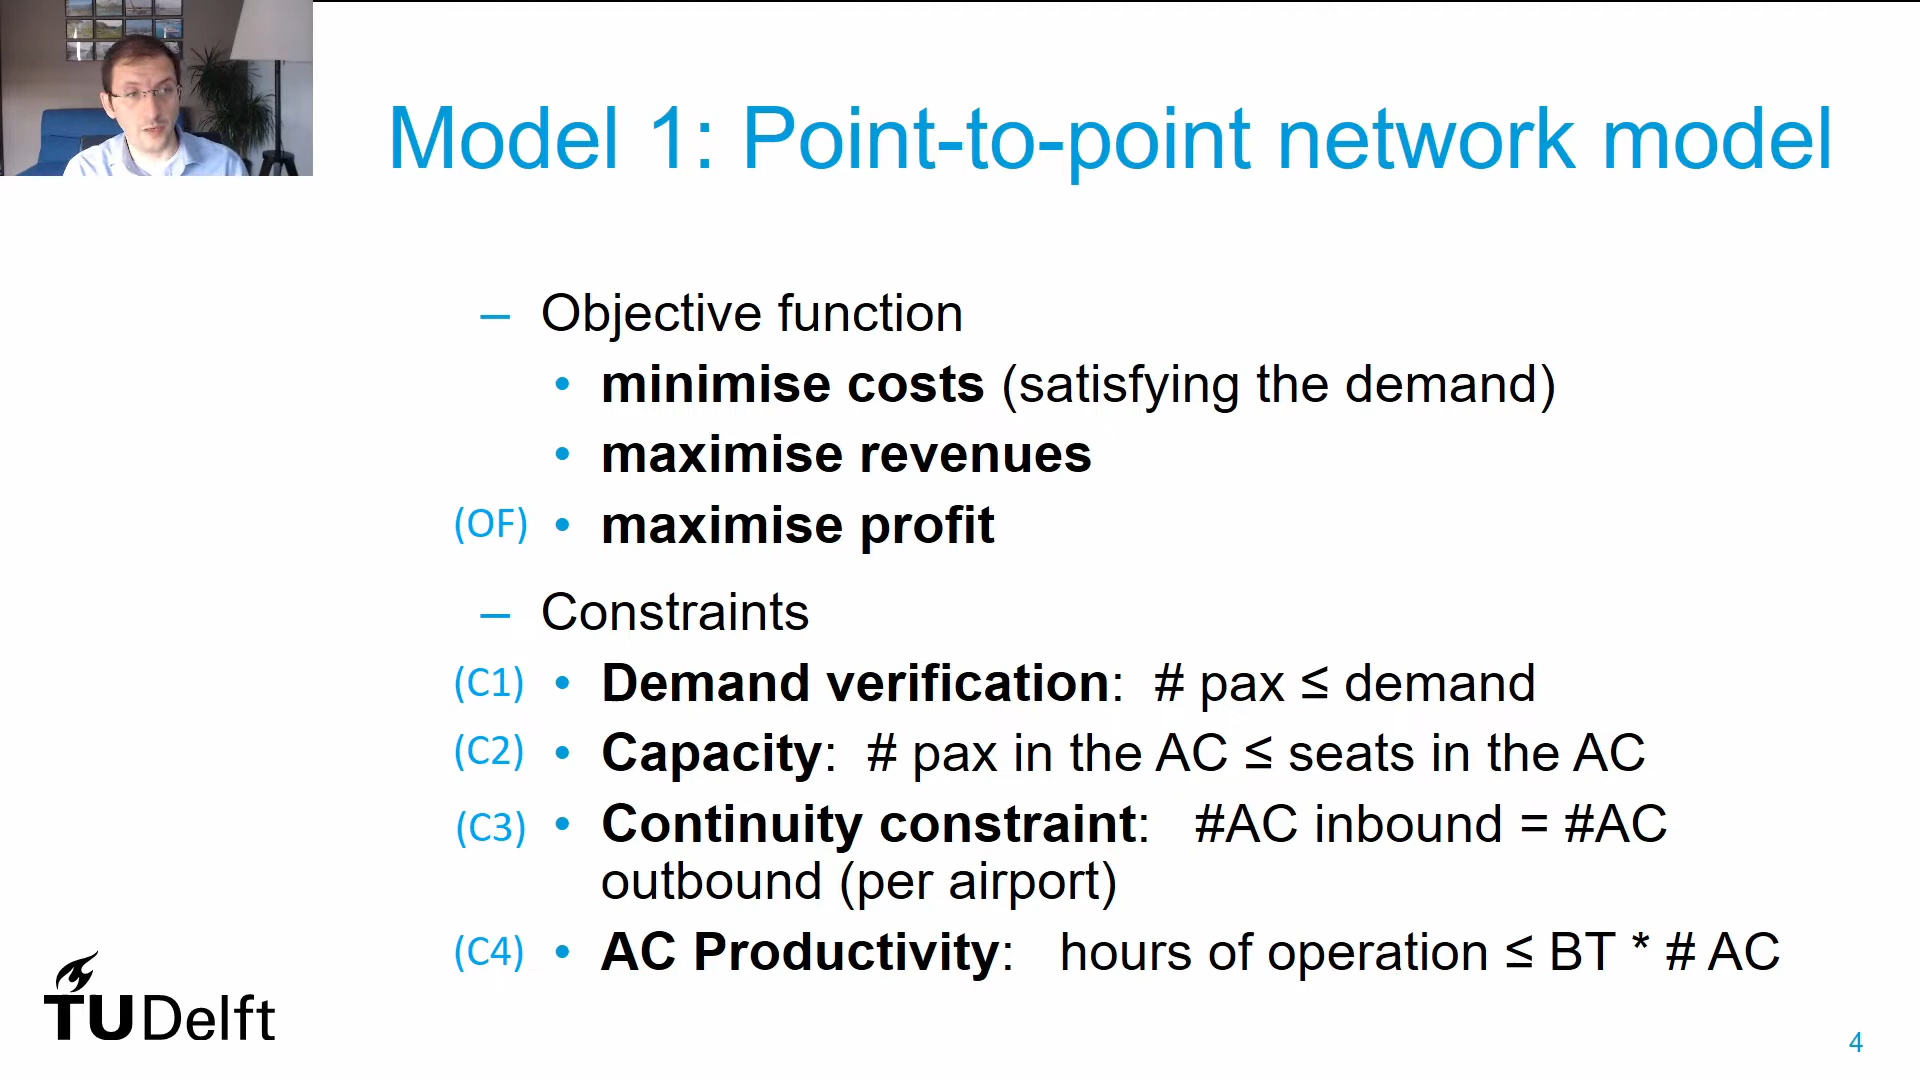 Model 1: Point-to-point network model
– Objective function
• minimise costs (satisfying the demand)
• maximise revenues
(OF) • maximise profit
– Constraints
(C1) • Demand verification: # pax ≤ demand
(C2) • Capacity: # pax in the AC ≤ seats in the AC
(C3) • Continuity constraint: #AC inbound = #AC
outbound (per airport)
(C4) • AC Productivity: hours of operation ≤ BT * # AC
TU Delft
4